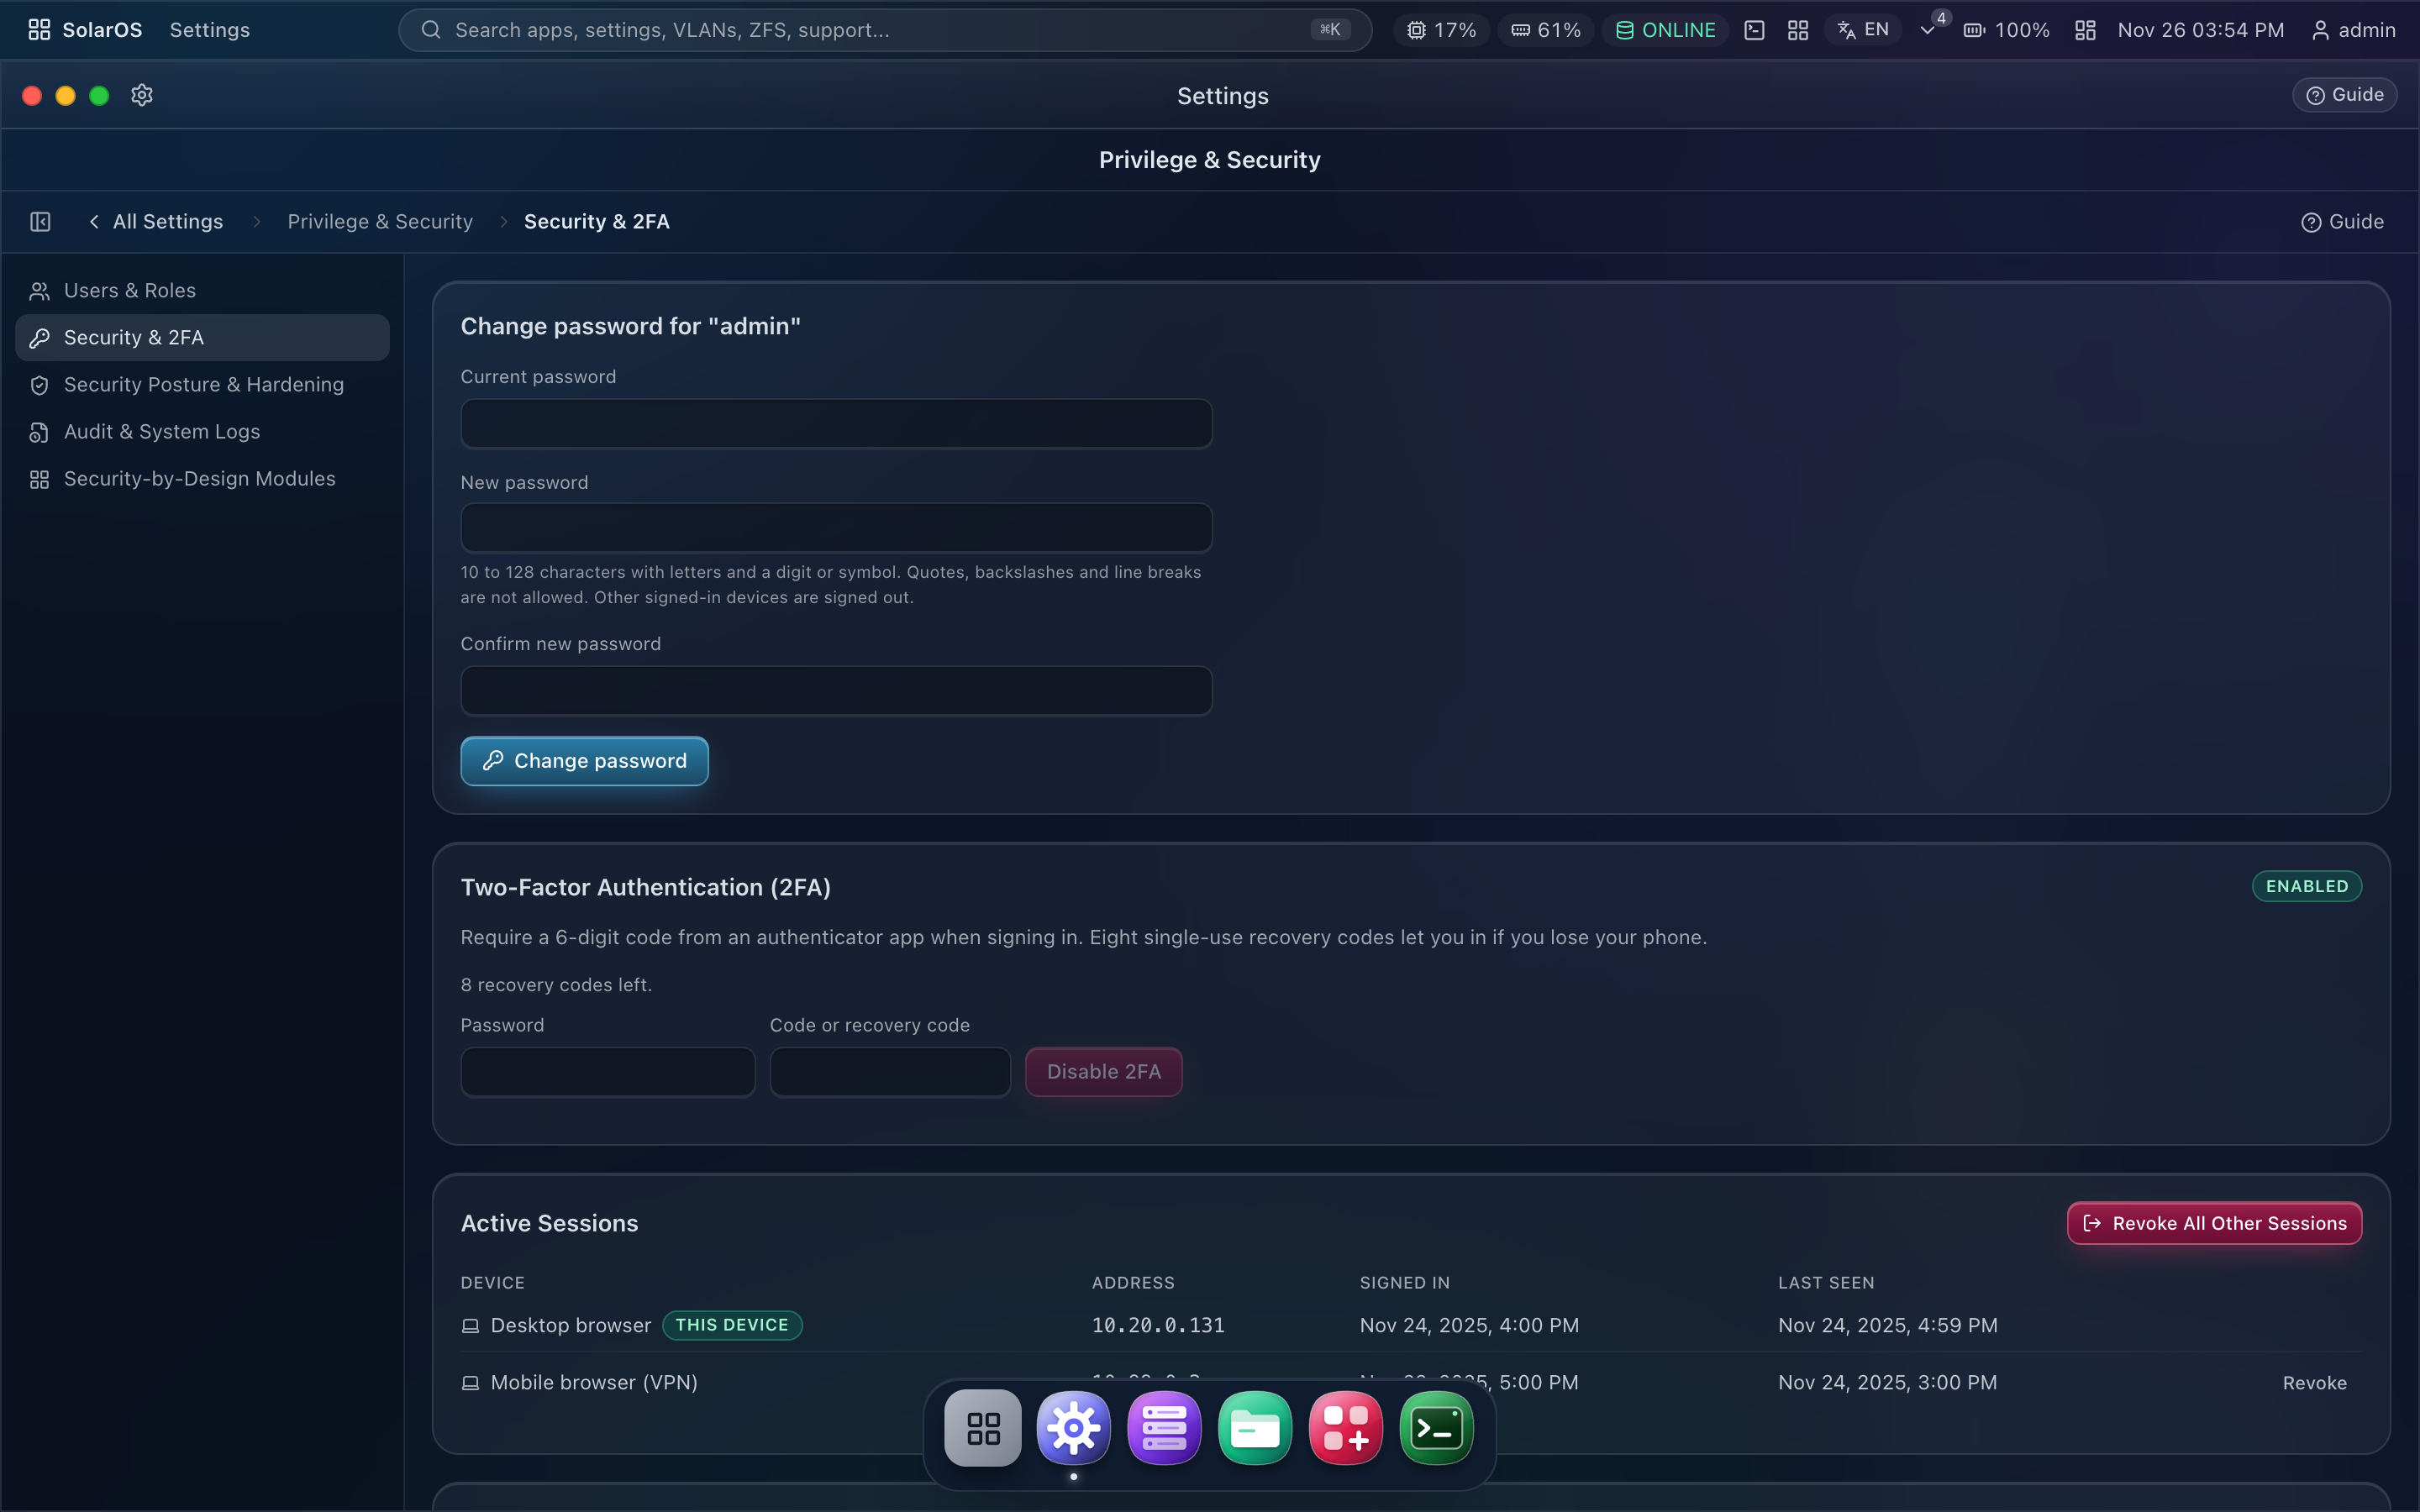 SolarOS Settings Search apps, settings, VLANs, ZFS, support... ⌘K 17% 61% ONLINE EN 4 100% Nov 26 03:54 PM admin
Settings Guide
Privilege & Security
All Settings Privilege & Security Security & 2FA Guide
Users & Roles
Security & 2FA
Security Posture & Hardening
Audit & System Logs
Security-by-Design Modules
Change password for "admin"
Current password
New password
10 to 128 characters with letters and a digit or symbol. Quotes, backslashes and line breaks
are not allowed. Other signed-in devices are signed out.
Confirm new password
Change password
Two-Factor Authentication (2FA) ENABLED
Require a 6-digit code from an authenticator app when signing in. Eight single-use recovery codes let you in if you lose your phone.
8 recovery codes left.
Password Code or recovery code
Disable 2FA
Active Sessions Revoke All Other Sessions
DEVICE ADDRESS SIGNED IN LAST SEEN
Desktop browser THIS DEVICE 10.20.0.131 Nov 24, 2025, 4:00 PM Nov 24, 2025, 4:59 PM
Mobile browser (VPN) 5:00 PM Nov 24, 2025, 3:00 PM Revoke